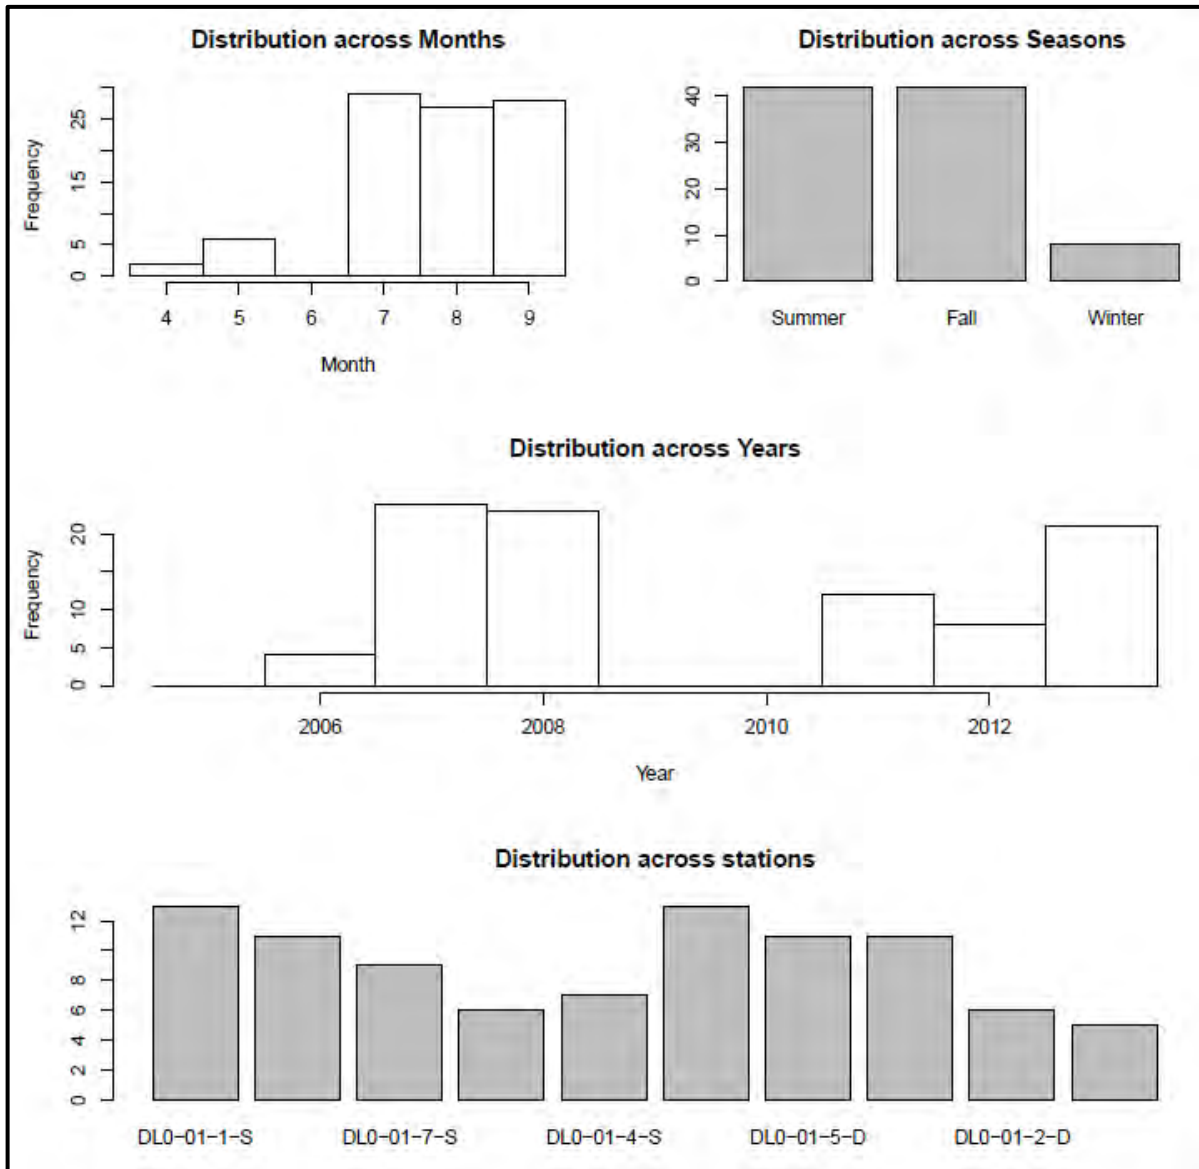 Distribution across Months
Distribution across Seasons
Frequency
25
15
5
0
4 5 6 7 8 9
Month
40
30
20
10
0
Summer Fall Winter
Distribution across Years
Frequency
20
10
5
0
2006 2008 2010 2012
Year
Distribution across stations
12
8
6
4
2
0
DL0-01-1-S DL0-01-7-S DL0-01-4-S DL0-01-5-D DL0-01-2-D